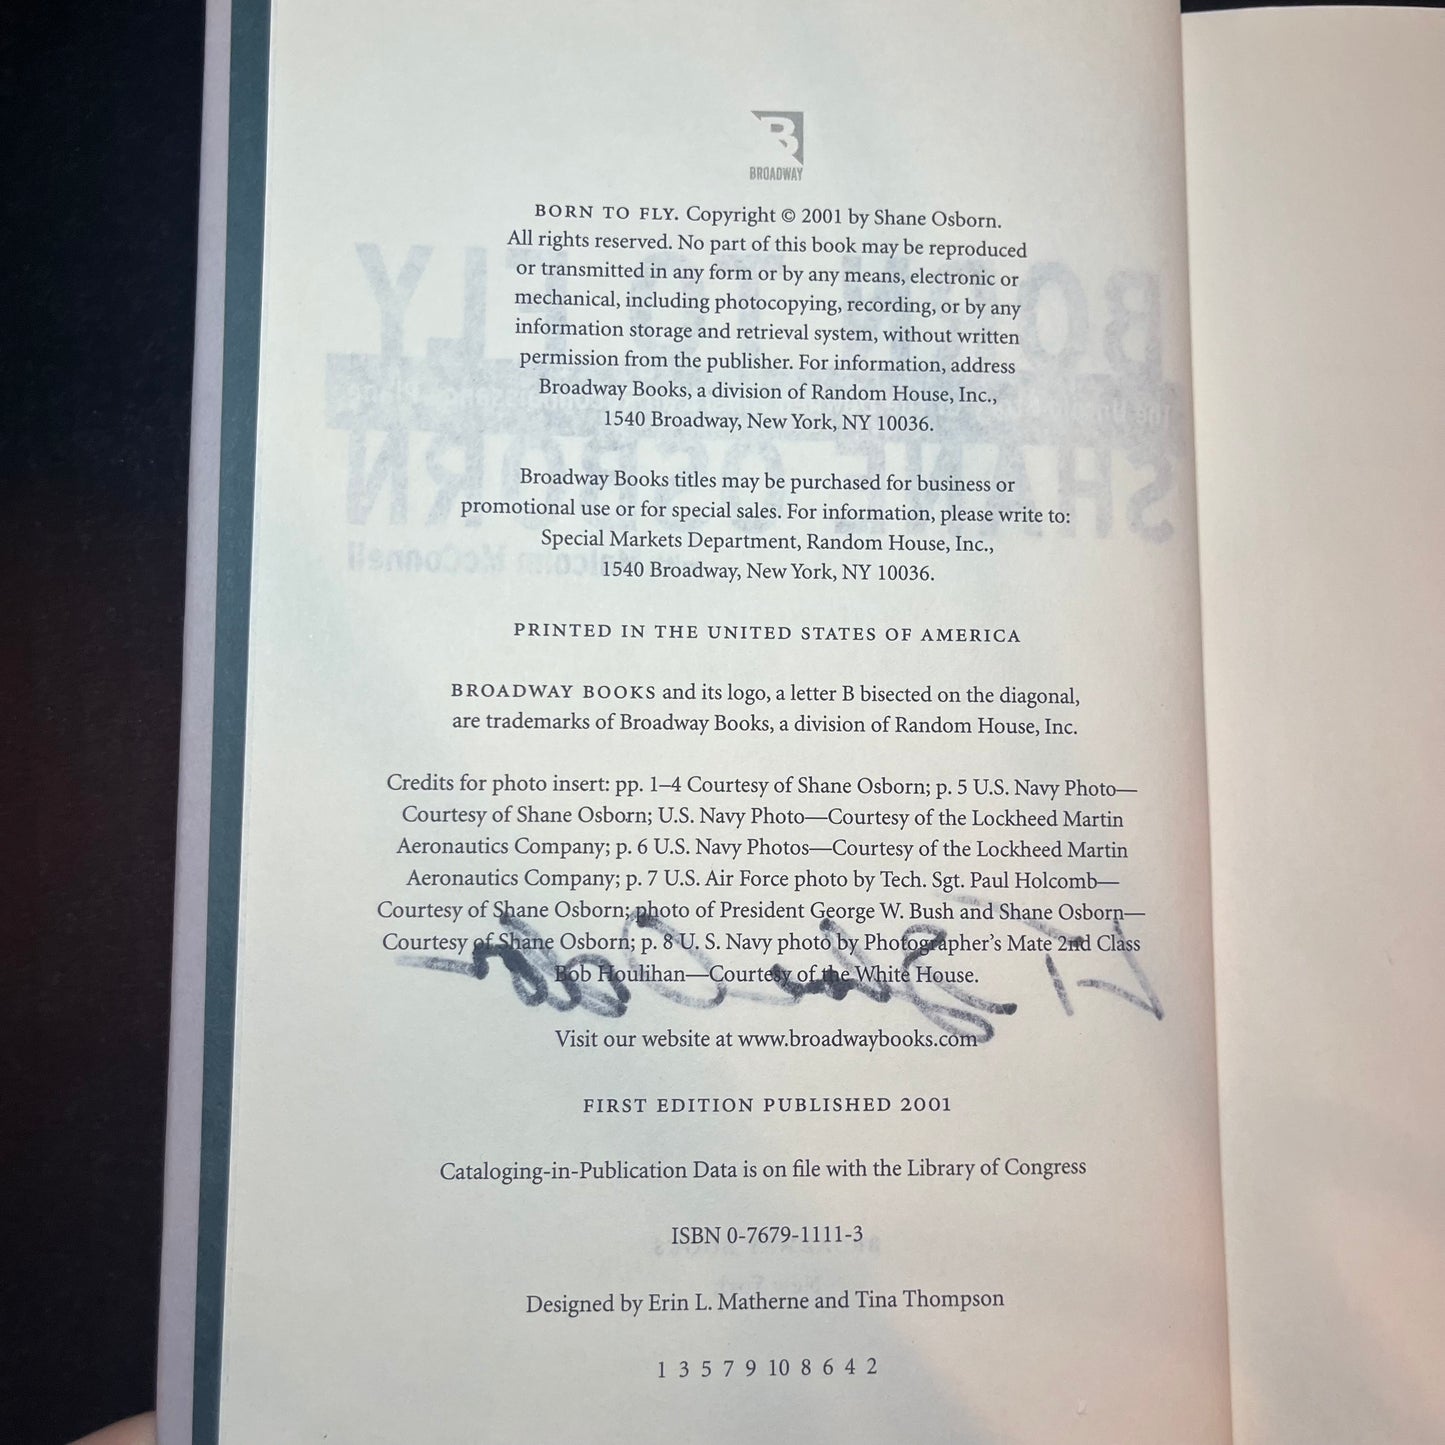 B
BROADWAY
BORN TO FLY. Copyright © 2001 by Shane Osborn.
All rights reserved. No part of this book may be reproduced
or transmitted in any form or by any means, electronic or
mechanical, including photocopying, recording, or by any
information storage and retrieval system, without written
permission from the publisher. For information, address
Broadway Books, a division of Random House, Inc.,
1540 Broadway, New York, NY 10036.
Broadway Books titles may be purchased for business or
promotional use or for special sales. For information, please write to:
Special Markets Department, Random House, Inc.,
1540 Broadway, New York, NY 10036.
PRINTED IN THE UNITED STATES OF AMERICA
BROADWAY BOOKS and its logo, a letter B bisected on the diagonal,
are trademarks of Broadway Books, a division of Random House, Inc.
Credits for photo insert: pp. 1–4 Courtesy of Shane Osborn; p. 5 U.S. Navy Photo—
Courtesy of Shane Osborn; U.S. Navy Photo—Courtesy of the Lockheed Martin
Aeronautics Company; p. 6 U.S. Navy Photos—Courtesy of the Lockheed Martin
Aeronautics Company; p. 7 U.S. Air Force photo by Tech. Sgt. Paul Holcomb—
Courtesy of Shane Osborn; photo of President George W. Bush and Shane Osborn—
Courtesy of Shane Osborn; p. 8 U. S. Navy photo by Photographer's Mate 2nd Class
Bob Houlihan—Courtesy of the White House.
Visit our website at www.broadwaybooks.com
FIRST EDITION PUBLISHED 2001
Cataloging-in-Publication Data is on file with the Library of Congress
ISBN 0-7679-1111-3
Designed by Erin L. Matherne and Tina Thompson
1 3 5 7 9 10 8 6 4 2